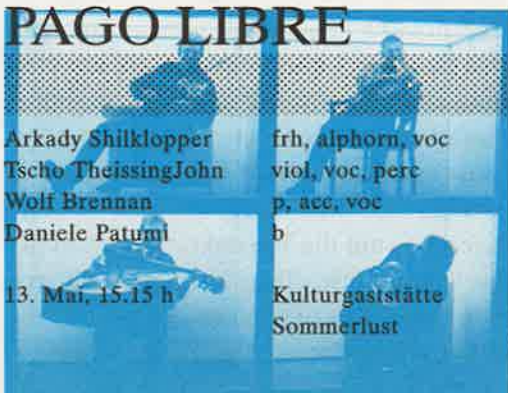 PAGO LIBRE
Arkady Shilklopper frh, alphorn, voc
Tscho TheissingJohn viol, voc, perc
Wolf Brennan p, acc, voc
Daniele Patumi b
13. Mai, 15.15 h Kulturgaststätte
Sommerlust